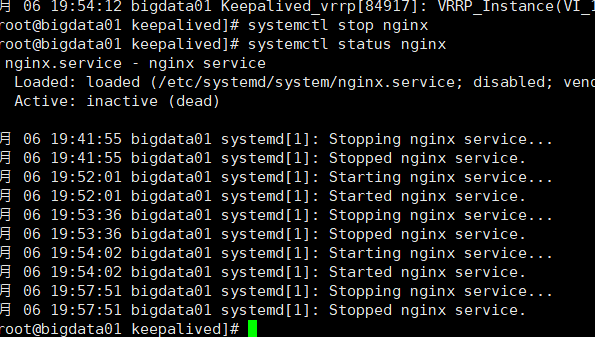 月 06 19:54:12 bigdata01 Keepalived_vrrp[84917]: VRRP_Instance(VI_1
root@bigdata01 keepalived]# systemctl stop nginx
root@bigdata01 keepalived]# systemctl status nginx
nginx.service - nginx service
Loaded: loaded (/etc/systemd/system/nginx.service; disabled; vend
Active: inactive (dead)
月 06 19:41:55 bigdata01 systemd[1]: Stopping nginx service...
月 06 19:41:55 bigdata01 systemd[1]: Stopped nginx service.
月 06 19:52:01 bigdata01 systemd[1]: Starting nginx service...
月 06 19:52:01 bigdata01 systemd[1]: Started nginx service.
月 06 19:53:36 bigdata01 systemd[1]: Stopping nginx service...
月 06 19:53:36 bigdata01 systemd[1]: Stopped nginx service.
月 06 19:54:02 bigdata01 systemd[1]: Starting nginx service...
月 06 19:54:02 bigdata01 systemd[1]: Started nginx service.
月 06 19:57:51 bigdata01 systemd[1]: Stopping nginx service...
月 06 19:57:51 bigdata01 systemd[1]: Stopped nginx service.
root@bigdata01 keepalived]#